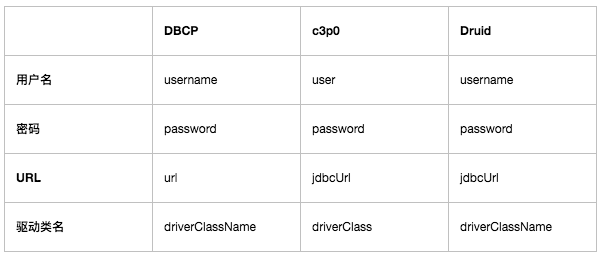 DBCP c3p0 Druid
用户名 username user username
密码 password password password
URL url jdbcUrl jdbcUrl
驱动类名 driverClassName driverClass driverClassName